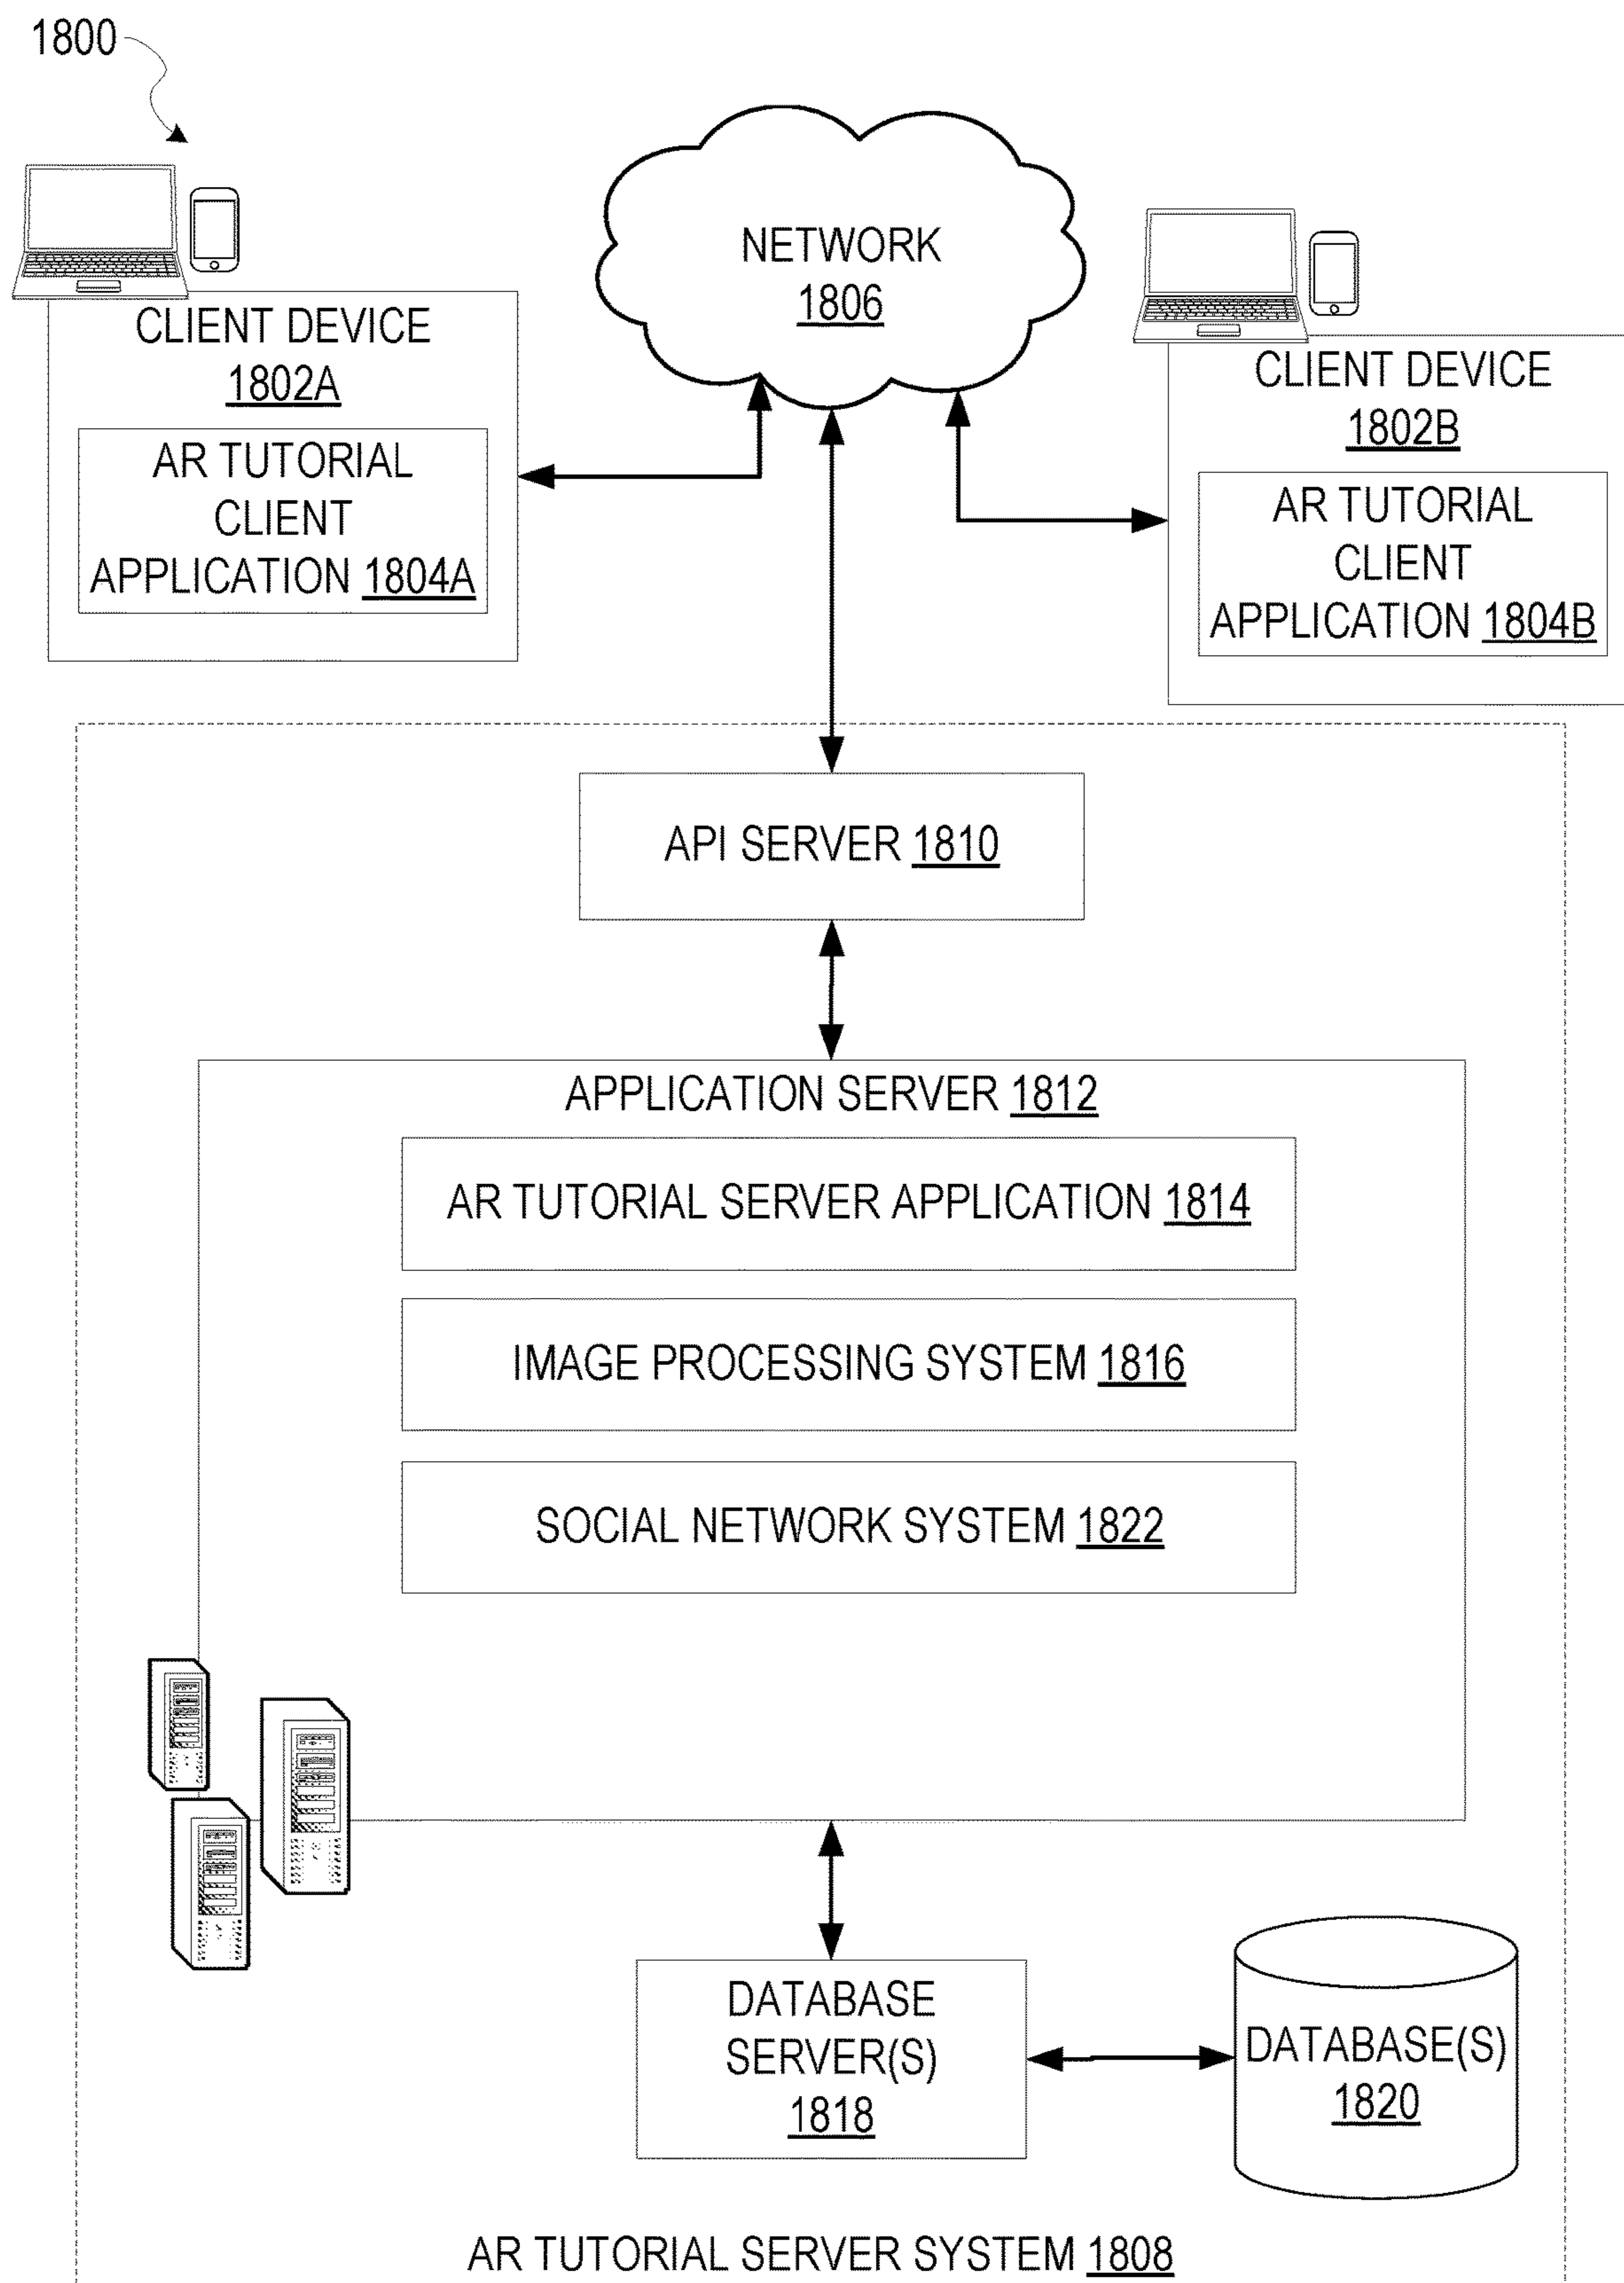 1800
NETWORK
1806
CLIENT DEVICE
1802A
AR TUTORIAL
CLIENT
APPLICATION 1804A
CLIENT DEVICE
1802B
AR TUTORIAL
CLIENT
APPLICATION 1804B
API SERVER 1810
APPLICATION SERVER 1812
AR TUTORIAL SERVER APPLICATION 1814
IMAGE PROCESSING SYSTEM 1816
SOCIAL NETWORK SYSTEM 1822
DATABASE
SERVER(S)
1818
DATABASE(S)
1820
AR TUTORIAL SERVER SYSTEM 1808